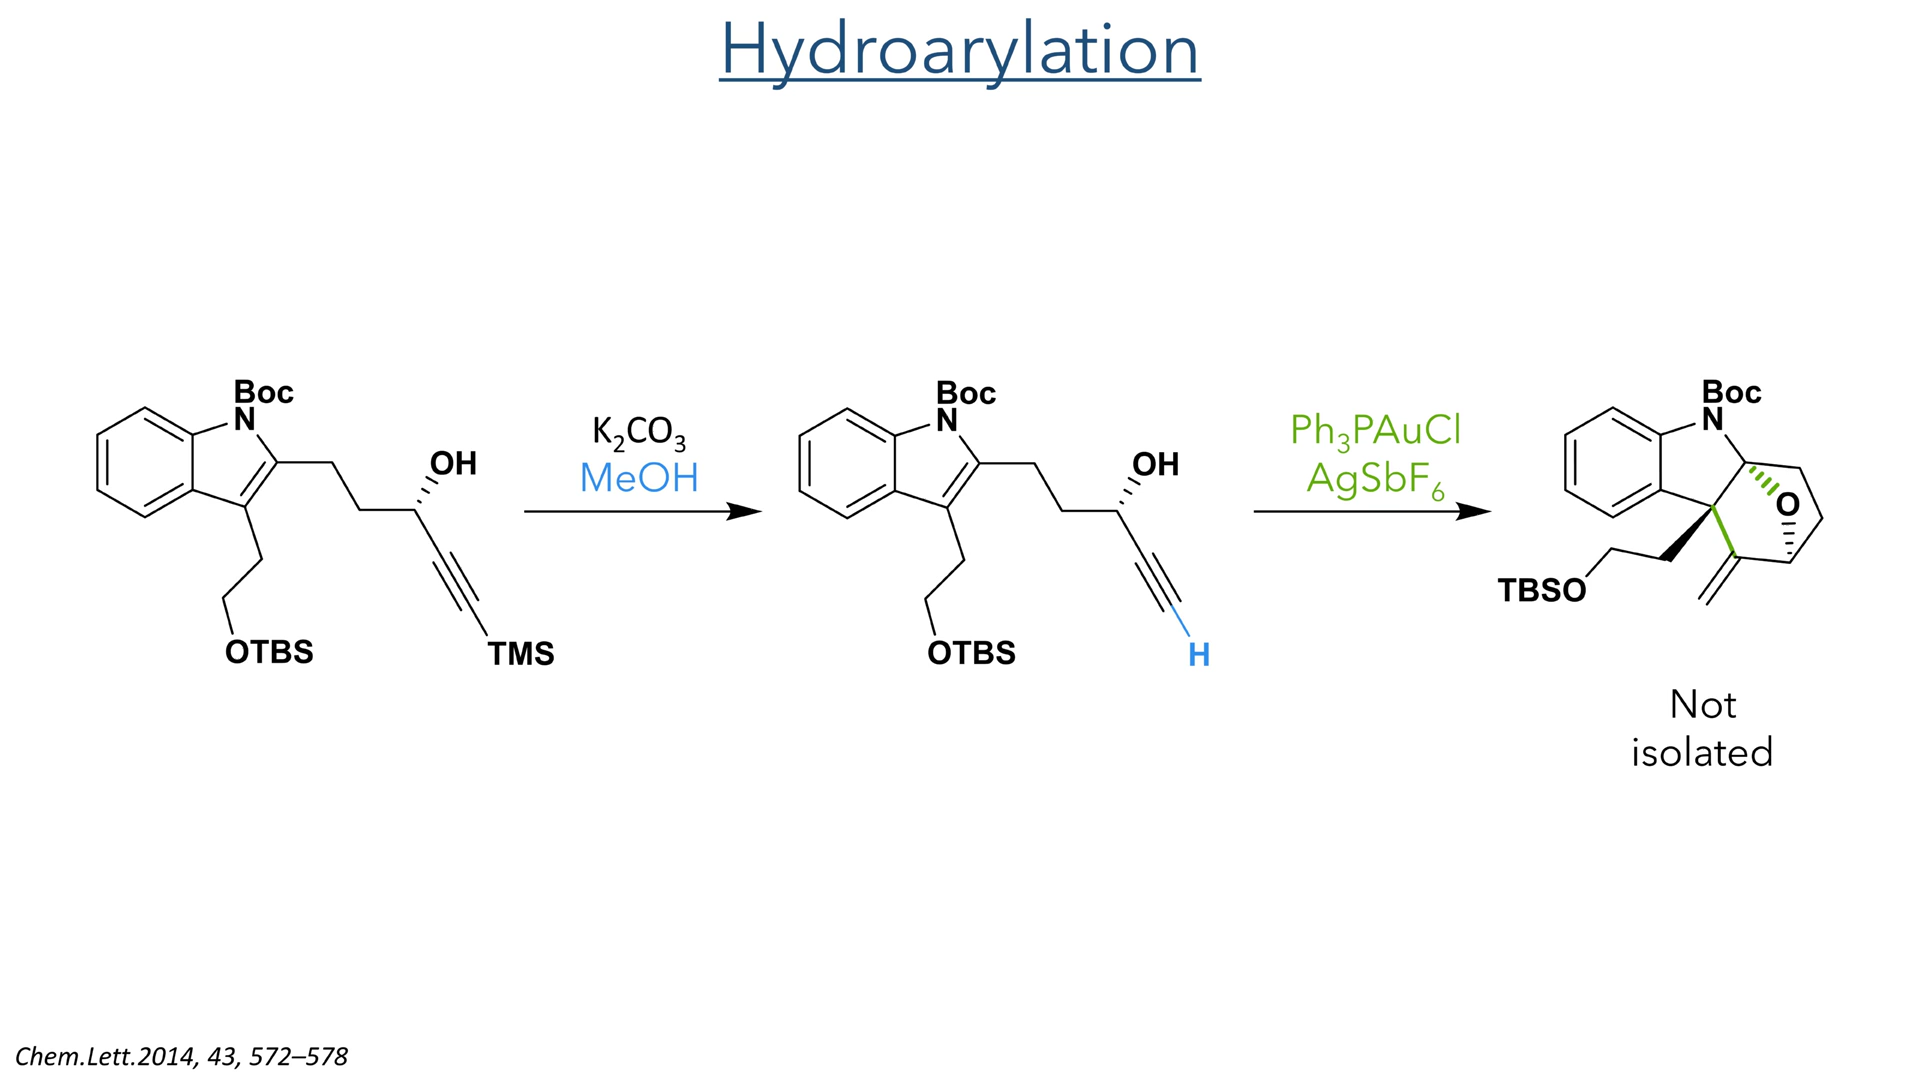 Hydroarylation
Boc
N
OH
OTBS
TMS
K₂CO₃
MeOH
Boc
N
OH
OTBS
H
Ph₃PAuCl
AgSbF₆
Boc
N
O
TBSO
Not
isolated
Chem.Lett.2014, 43, 572–578